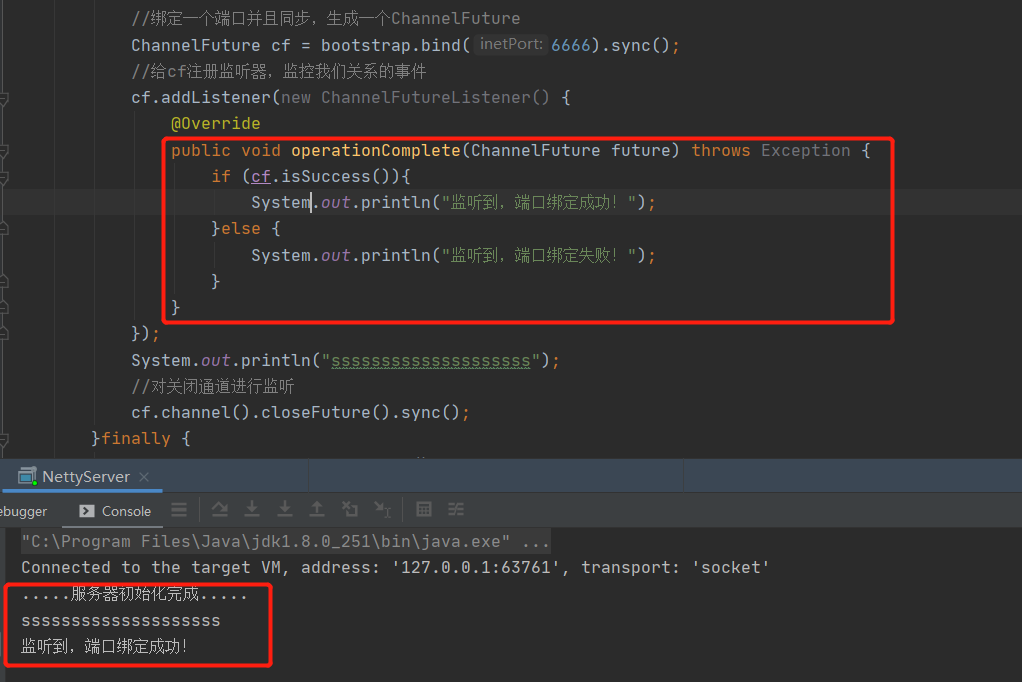 //绑定一个端口并且同步，生成一个ChannelFuture
ChannelFuture cf = bootstrap.bind( inetPort: 6666).sync();
//给cf注册监听器，监控我们关系的事件
cf.addListener(new ChannelFutureListener() {
@Override
public void operationComplete(ChannelFuture future) throws Exception {
if (cf.isSuccess()){
System.out.println("监听到，端口绑定成功！");
}else {
System.out.println("监听到，端口绑定失败！");
}
}
});
System.out.println("ssssssssssssssssssss");
//对关闭通道进行监听
cf.channel().closeFuture().sync();
}finally {
NettyServer
ebugger Console
"C:\Program Files\Java\jdk1.8.0_251\bin\java.exe" ...
Connected to the target VM, address: '127.0.0.1:63761', transport: 'socket'
.....服务器初始化完成.....
ssssssssssssssssssss
监听到，端口绑定成功！